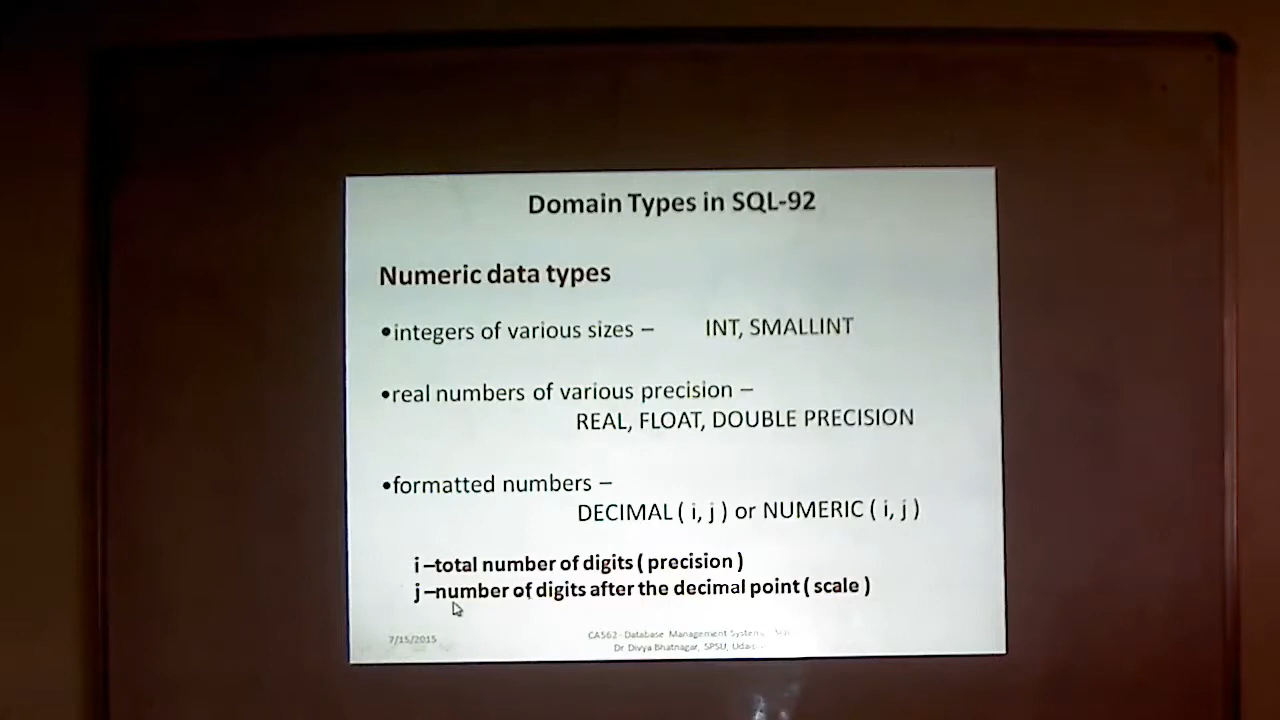 Domain Types in SQL-92
Numeric data types
•integers of various sizes – INT, SMALLINT
•real numbers of various precision –
REAL, FLOAT, DOUBLE PRECISION
•formatted numbers –
DECIMAL ( i, j ) or NUMERIC ( i, j )
i –total number of digits ( precision )
j –number of digits after the decimal point ( scale )
7/15/2015
CA562- Database Management Systems
Dr Divya Bhatnagar, SPSU,